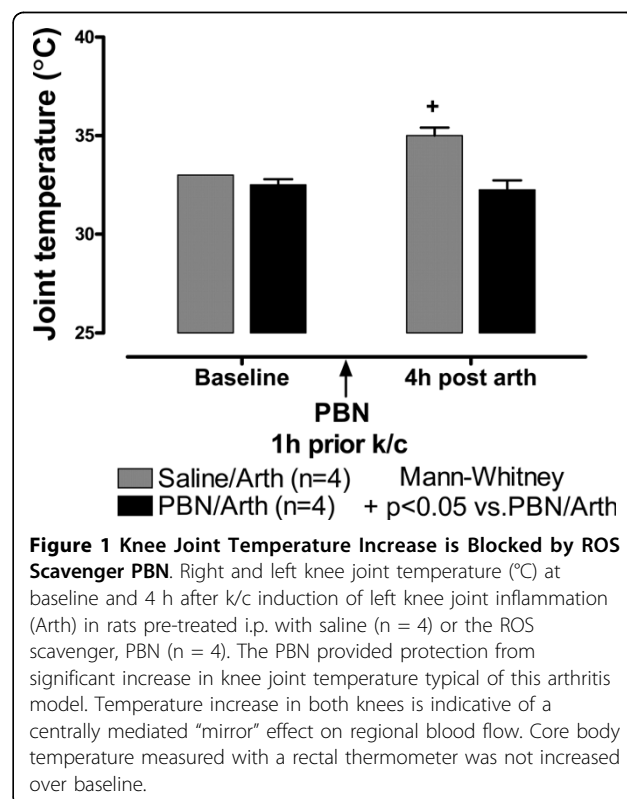 40
35
30
25
Joint temperature (°C)
+
Baseline
4h post arth
PBN
1h prior k/c
Saline/Arth (n=4) Mann-Whitney
PBN/Arth (n=4) + p<0.05 vs.PBN/Arth
Figure 1 Knee Joint Temperature Increase is Blocked by ROS
Scavenger PBN. Right and left knee joint temperature (°C) at
baseline and 4 h after k/c induction of left knee joint inflammation
(Arth) in rats pre-treated i.p. with saline (n = 4) or the ROS
scavenger, PBN (n = 4). The PBN provided protection from
significant increase in knee joint temperature typical of this arthritis
model. Temperature increase in both knees is indicative of a
centrally mediated “mirror” effect on regional blood flow. Core body
temperature measured with a rectal thermometer was not increased
over baseline.